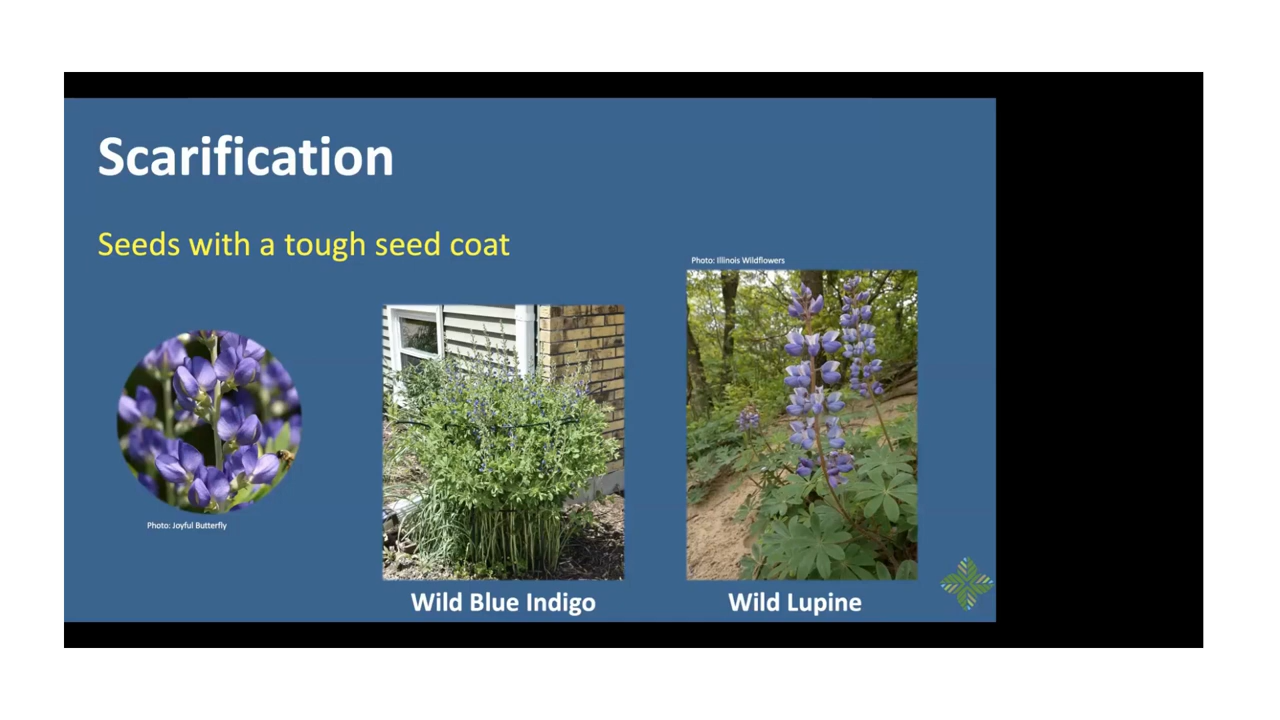 Scarification
Seeds with a tough seed coat
Photo: Illinois Wildflowers
Photo: Joyful Butterfly
Wild Blue Indigo
Wild Lupine